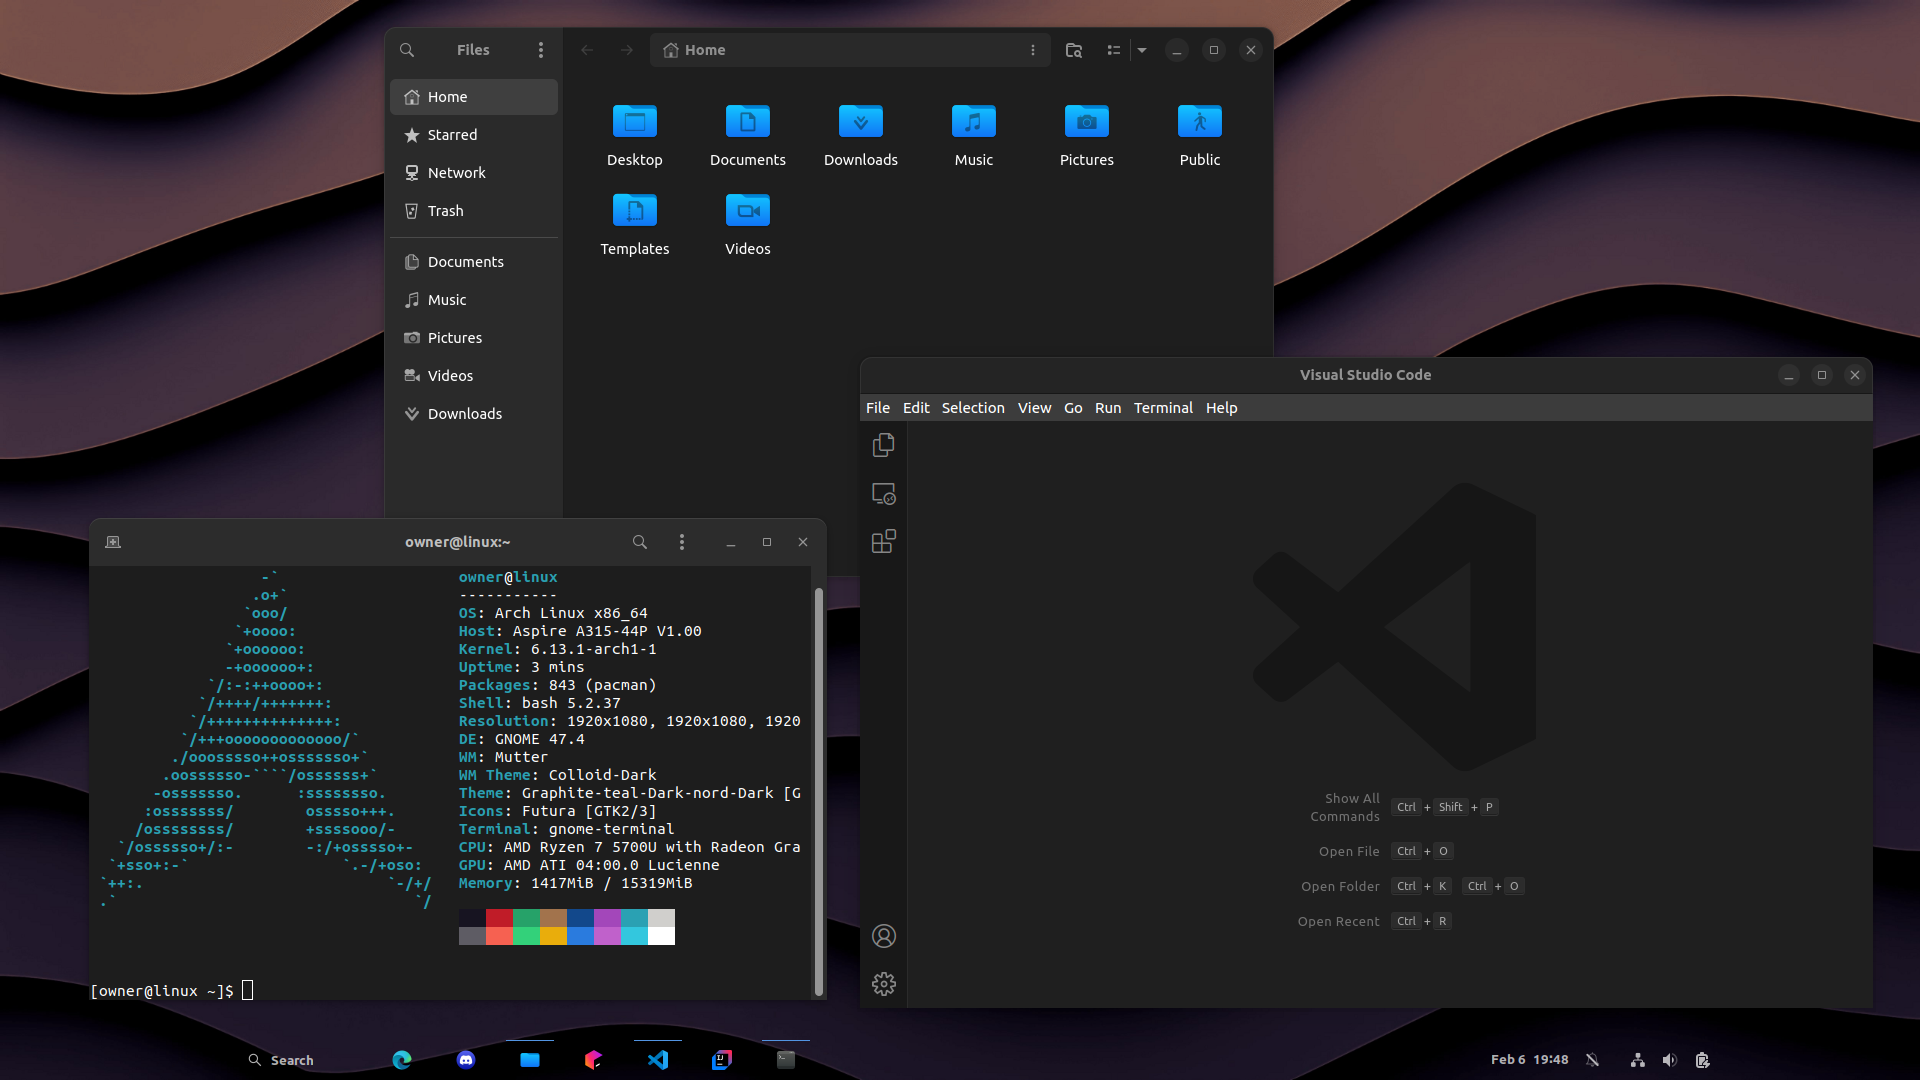 Files
Home
Home
Starred
Network
Trash
Documents
Music
Pictures
Videos
Downloads
Desktop
Documents
Downloads
Music
Pictures
Public
Templates
Videos
Visual Studio Code
File Edit Selection View Go Run Terminal Help
Show All Commands Ctrl + Shift + P
Open File Ctrl + O
Open Folder Ctrl + K Ctrl + O
Open Recent Ctrl + R
owner@linux:~
-`
.o+`
`ooo/
`+oooo:
`+oooooo:
-+oooooo+:
`/:-:++oooo+:
`/++++/+++++++:
`/++++++++++++++:
`/+++ooooooooooooo/`
./ooosssso++osssssso+`
.oossssso-````/ossssss+`
-osssssso.      :ssssssso.
:osssssss/        osssso+++.
/ossssssss/        +ssssooo/-
`/ossssso+/:-        -:/+osssso+-
`+sso+:-`                 `.-/+oso:
`++:.                           `-/+/
.`                                 `/
owner@linux
-----------
OS: Arch Linux x86_64
Host: Aspire A315-44P V1.00
Kernel: 6.13.1-arch1-1
Uptime: 3 mins
Packages: 843 (pacman)
Shell: bash 5.2.37
Resolution: 1920x1080, 1920x1080, 1920
DE: GNOME 47.4
WM: Mutter
WM Theme: Colloid-Dark
Theme: Graphite-teal-Dark-nord-Dark [G
Icons: Futura [GTK2/3]
Terminal: gnome-terminal
CPU: AMD Ryzen 7 5700U with Radeon Gra
GPU: AMD ATI 04:00.0 Lucienne
Memory: 1417MiB / 15319MiB
[owner@linux ~]$
Search
Feb 6 19:48